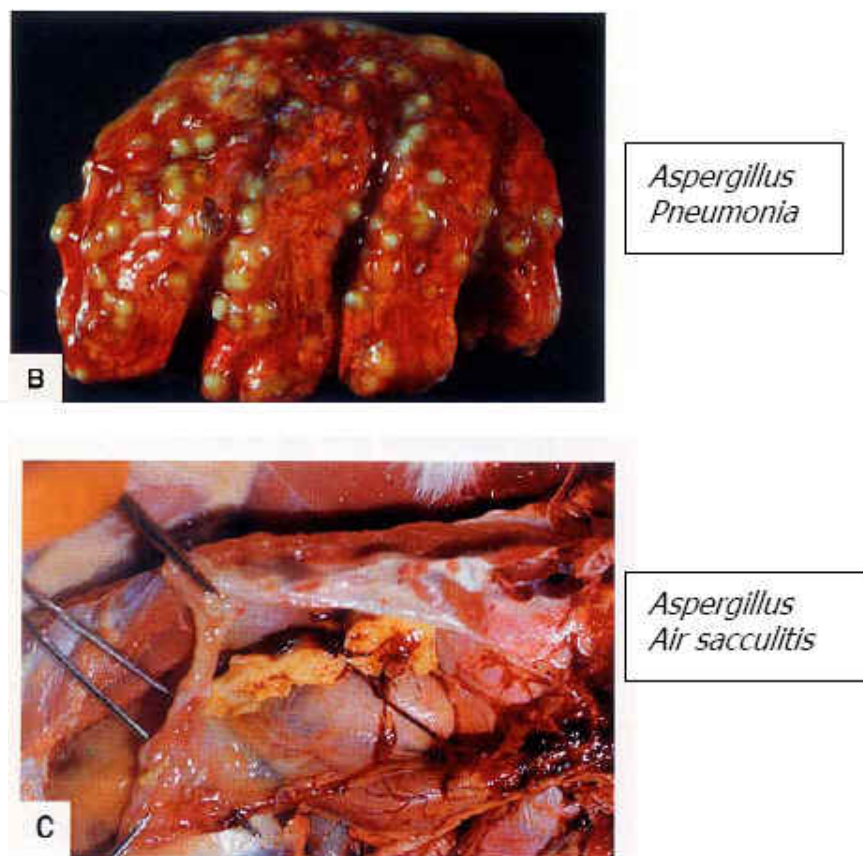 Aspergillus
Pneumonia
B
Aspergillus
Air sacculitis
C